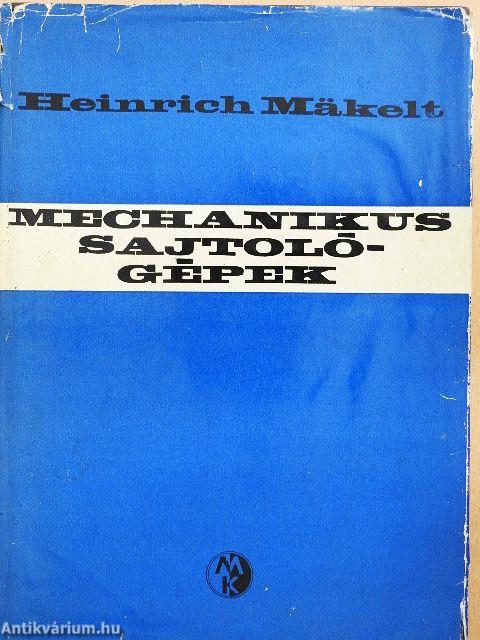 Heinrich Mäkelt
MECHANIKUS
SAJTOLÓ-
GÉPEK
MK
Antikvárium.hu